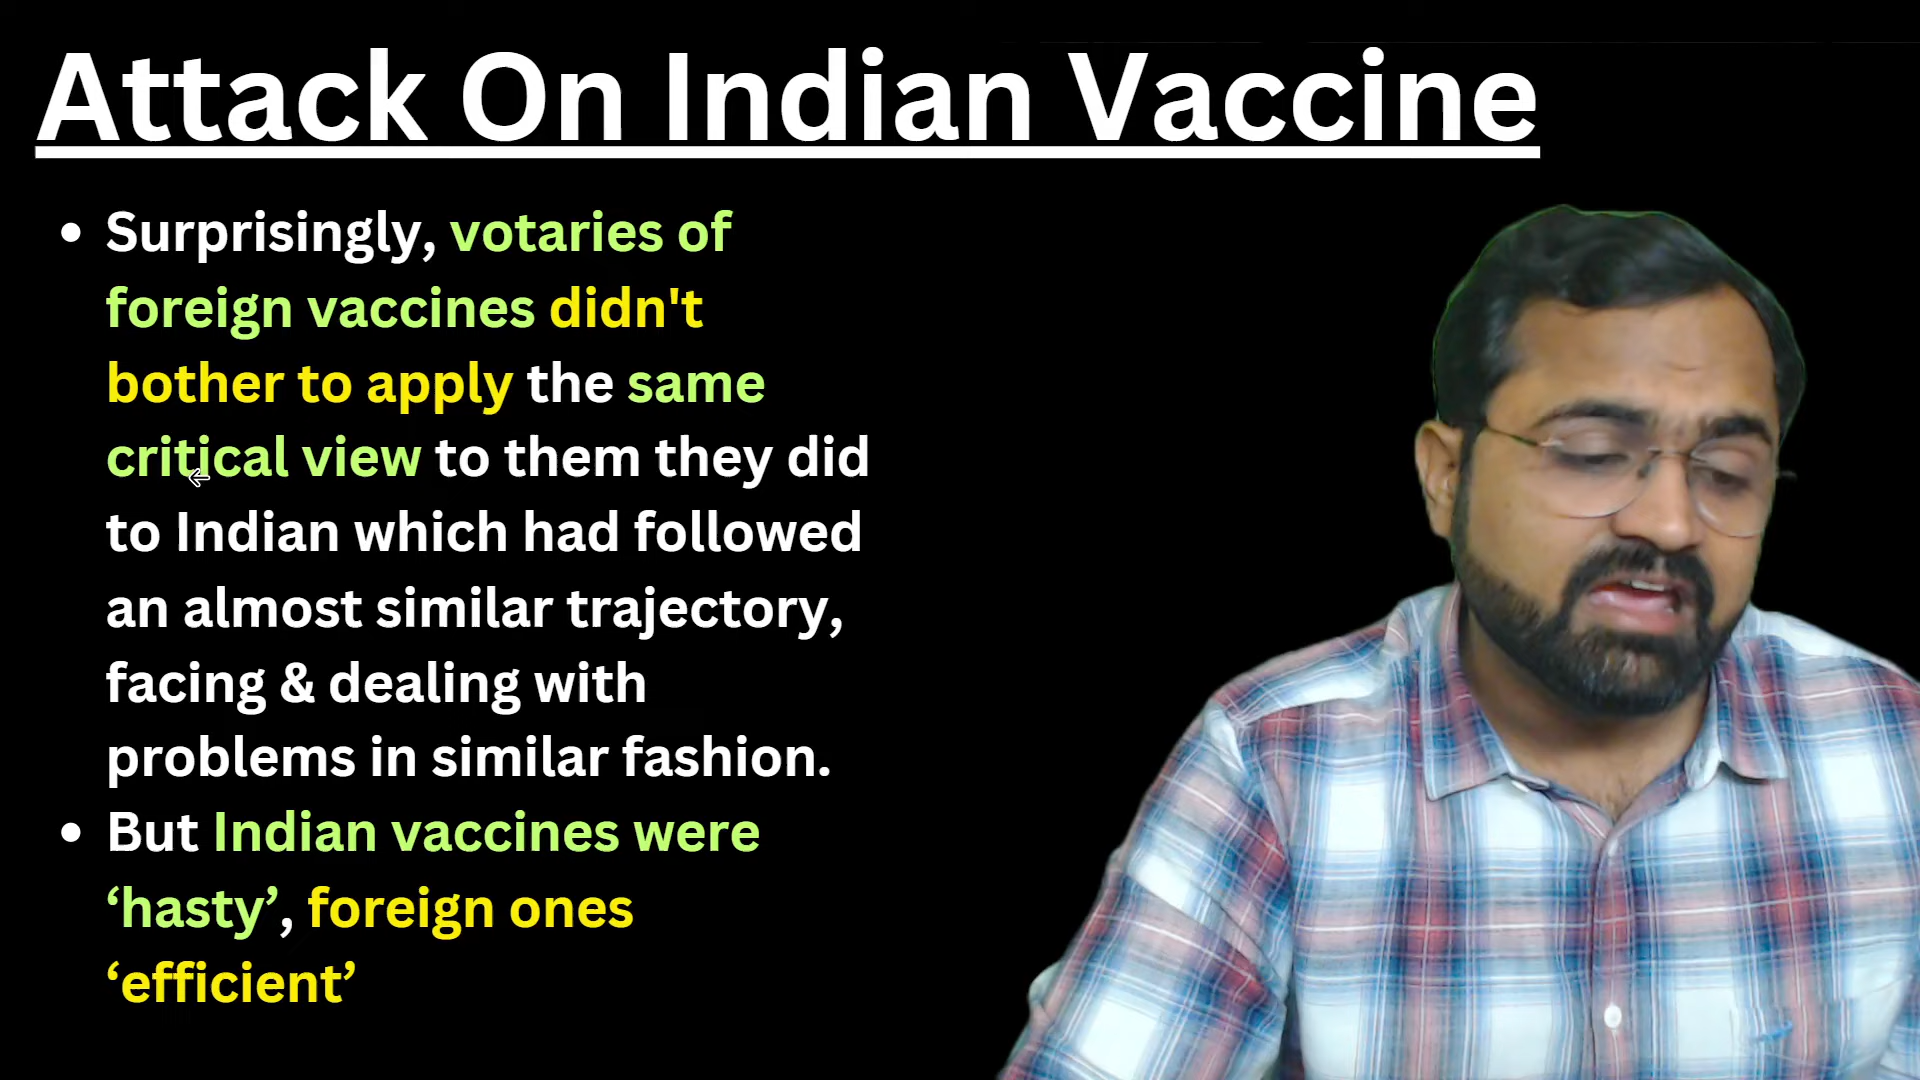 Attack On Indian Vaccine
• Surprisingly, votaries of
foreign vaccines didn't
bother to apply the same
critical view to them they did
to Indian which had followed
an almost similar trajectory,
facing & dealing with
problems in similar fashion.
• But Indian vaccines were
‘hasty’, foreign ones
‘efficient’